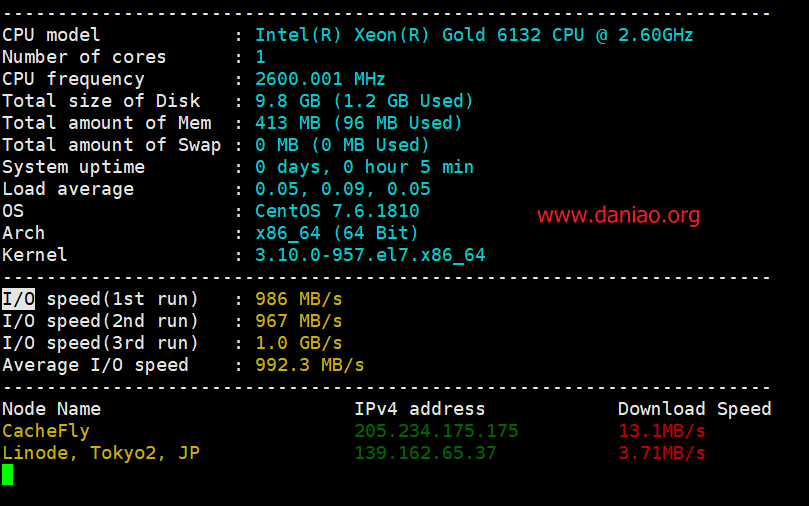 ----------------------------------------------------------------------
CPU model            : Intel(R) Xeon(R) Gold 6132 CPU @ 2.60GHz
Number of cores      : 1
CPU frequency        : 2600.001 MHz
Total size of Disk   : 9.8 GB (1.2 GB Used)
Total amount of Mem  : 413 MB (96 MB Used)
Total amount of Swap : 0 MB (0 MB Used)
System uptime        : 0 days, 0 hour 5 min
Load average         : 0.05, 0.09, 0.05
OS                   : CentOS 7.6.1810
www.daniao.org
Arch                 : x86_64 (64 Bit)
Kernel               : 3.10.0-957.el7.x86_64
----------------------------------------------------------------------
I/O speed(1st run)   : 986 MB/s
I/O speed(2nd run)   : 967 MB/s
I/O speed(3rd run)   : 1.0 GB/s
Average I/O speed    : 992.3 MB/s
----------------------------------------------------------------------
Node Name                       IPv4 address            Download Speed
CacheFly                        205.234.175.175         13.1MB/s
Linode, Tokyo2, JP              139.162.65.37           3.71MB/s